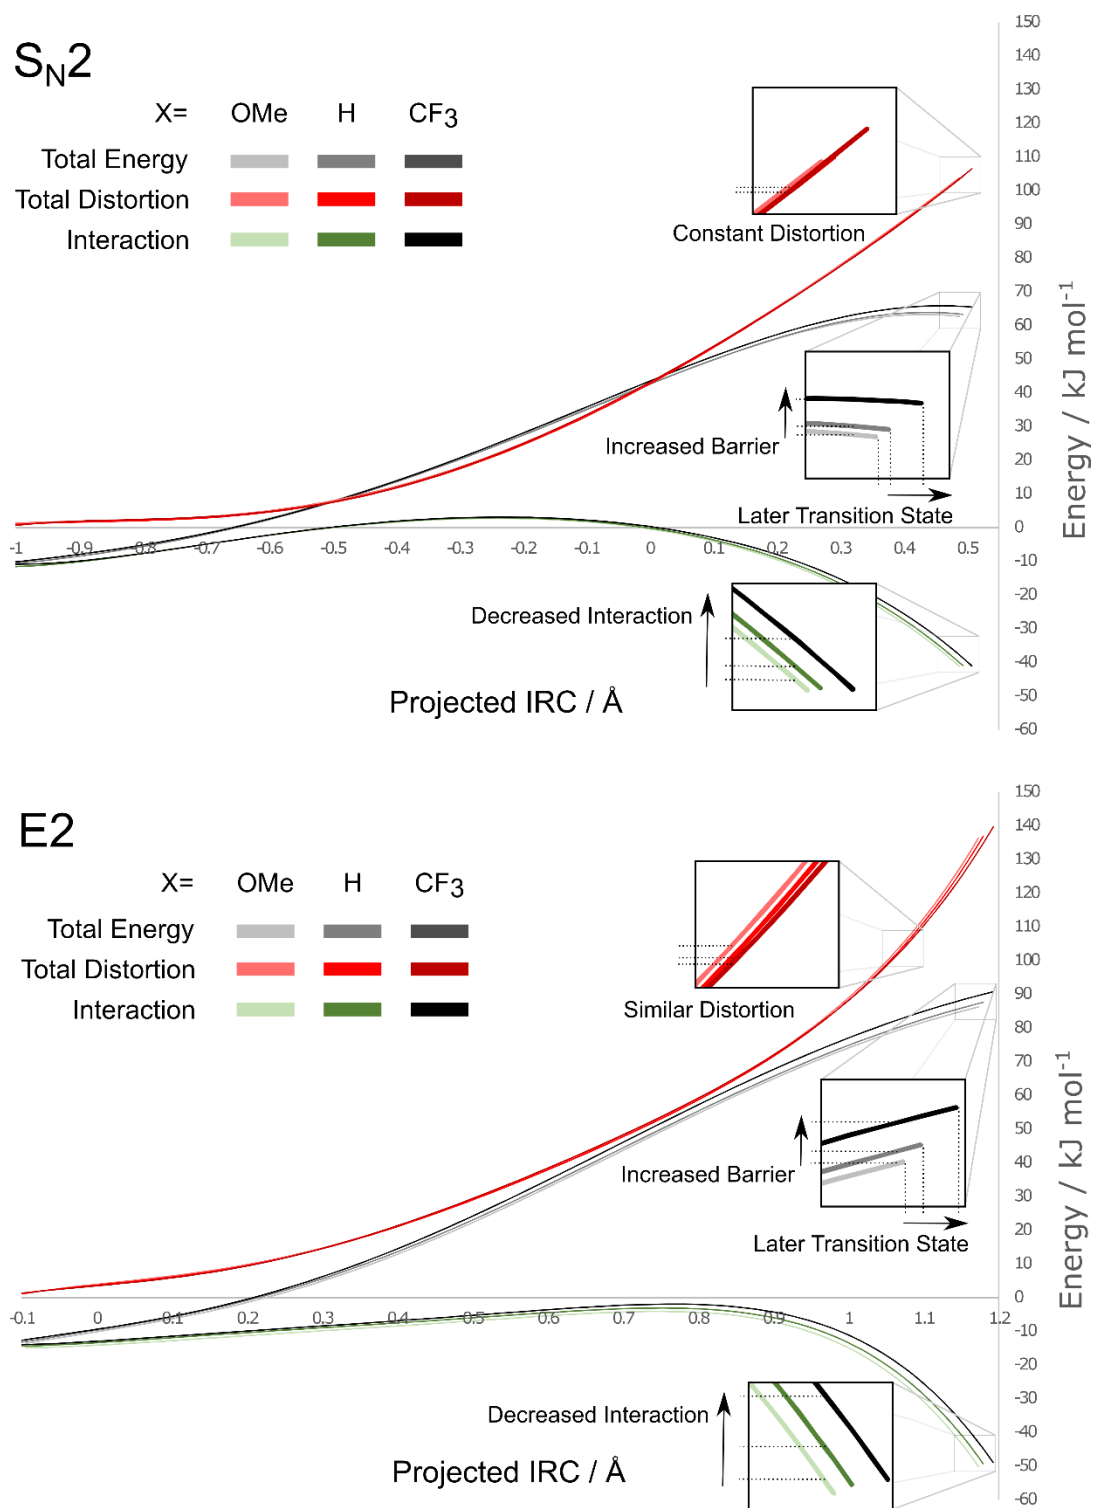 S_N2
X= OMe H CF₃
Total Energy
Total Distortion
Interaction
150
140
130
120
110
100
90
80
70
60
50
40
30
20
10
0
-10
-20
-30
-40
-50
-60
Energy / kJ mol⁻¹
Constant Distortion
Increased Barrier
Later Transition State
-1 -0.9 -0.8 -0.7 -0.6 -0.5 -0.4 -0.3 -0.2 -0.1 0 0.1 0.2 0.3 0.4 0.5
Decreased Interaction
Projected IRC / Å
E2
X= OMe H CF₃
Total Energy
Total Distortion
Interaction
150
140
130
120
110
100
90
80
70
60
50
40
30
20
10
0
-10
-20
-30
-40
-50
-60
Energy / kJ mol⁻¹
Similar Distortion
Increased Barrier
Later Transition State
-0.1 0 0.1 0.2 0.3 0.4 0.5 0.6 0.7 0.8 0.9 1 1.1 1.2
Decreased Interaction
Projected IRC / Å